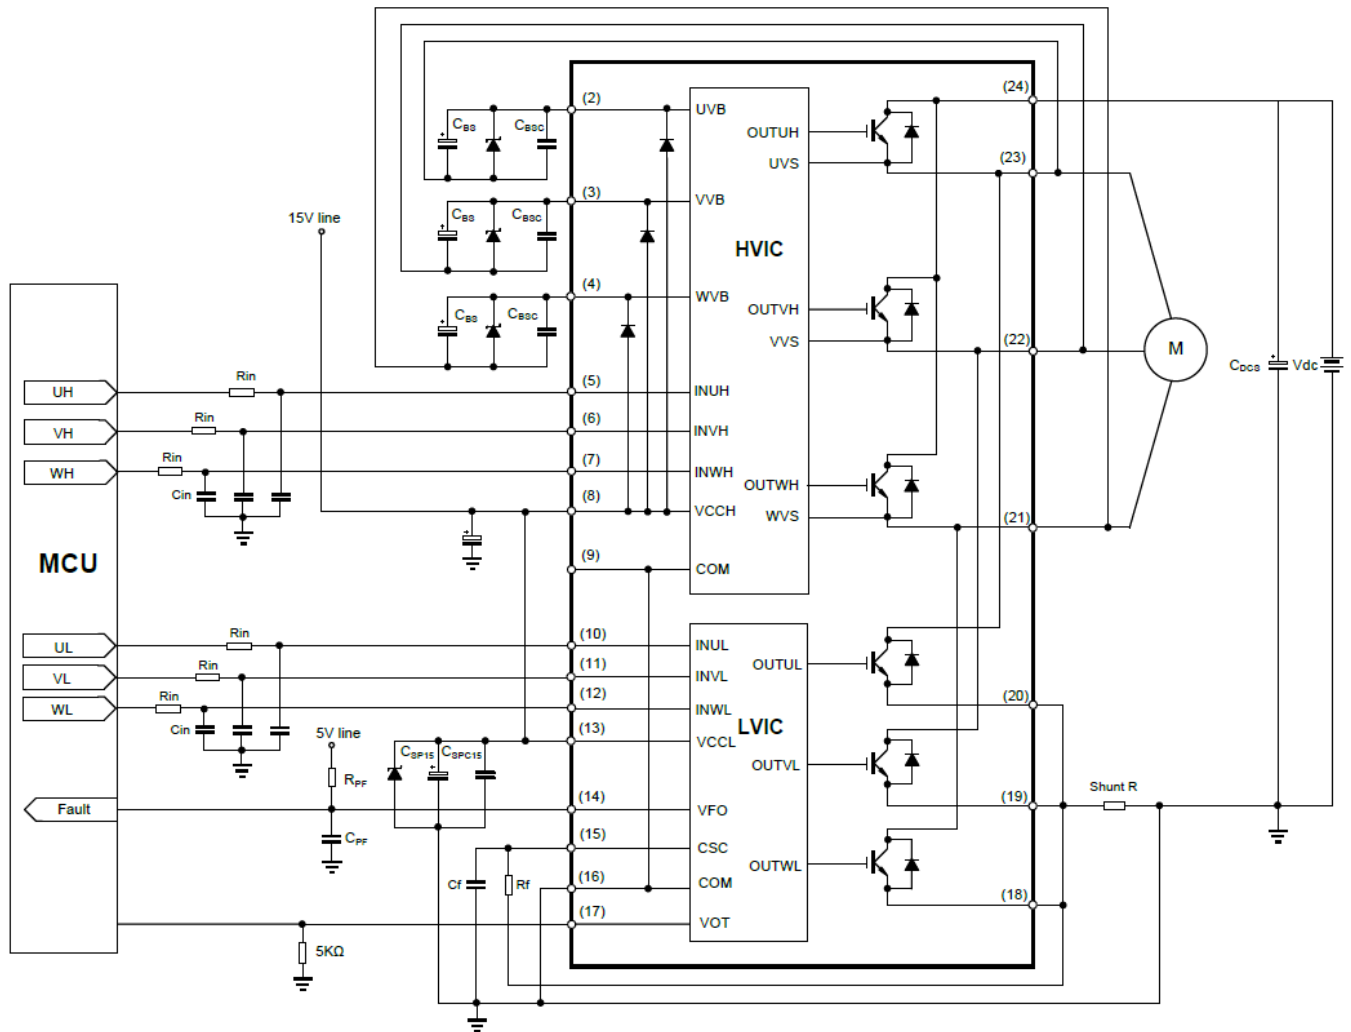 (24)
(2)
UVB
CBS
CBSC
OUTUH
UVS
(23)
(3)
VVB
15V line
CBS
CBSC
HVIC
(4)
WVB
CBS
CBSC
OUTVH
VVS
(22)
M
CDCS
Vdc
UH
Rin
(5)
INUH
VH
Rin
(6)
INVH
WH
Rin
(7)
INWH
Cin
OUTWH
(8)
VCCH
WVS
(21)
MCU
(9)
COM
UL
Rin
(10)
INUL
VL
Rin
(11)
INVL
OUTUL
WL
Rin
(12)
INWL
(20)
Cin
LVIC
5V line
(13)
VCCL
CSP15
CSPC15
OUTVL
RPF
Shunt R
Fault
(14)
VFO
(19)
CPF
(15)
CSC
OUTWL
Cf
Rf
(16)
COM
(18)
(17)
VOT
5KΩ